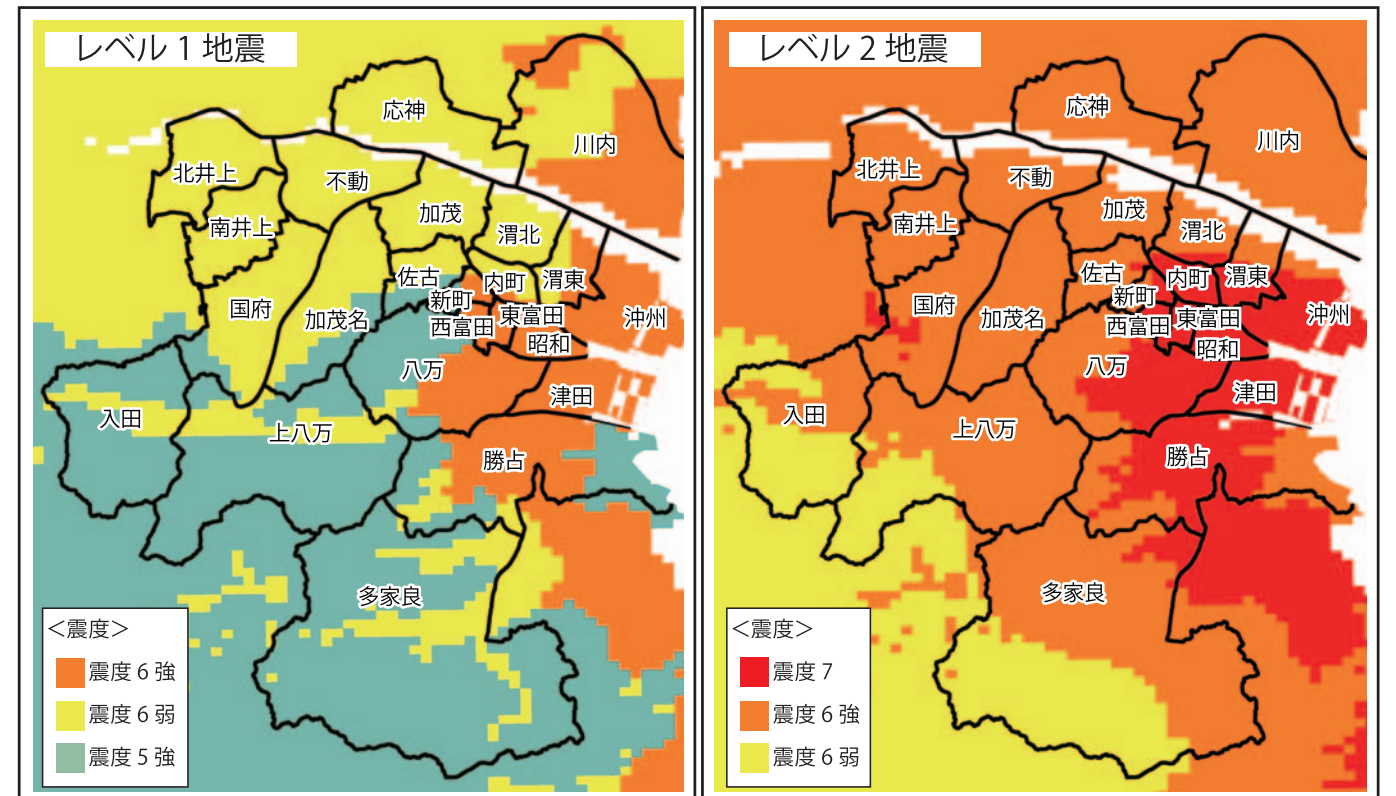 レベル１地震
応神
川内
北井上
不動
加茂
南井上
渭北
佐古
内町
渭東
新町
国府
加茂名
西富田
東富田
沖州
昭和
八万
津田
入田
上八万
勝占
多家良
＜震度＞
震度６強
震度６弱
震度５強
レベル２地震
応神
川内
北井上
不動
加茂
南井上
渭北
佐古
内町
渭東
新町
国府
加茂名
西富田
東富田
沖州
昭和
八万
津田
入田
上八万
勝占
多家良
＜震度＞
震度７
震度６強
震度６弱